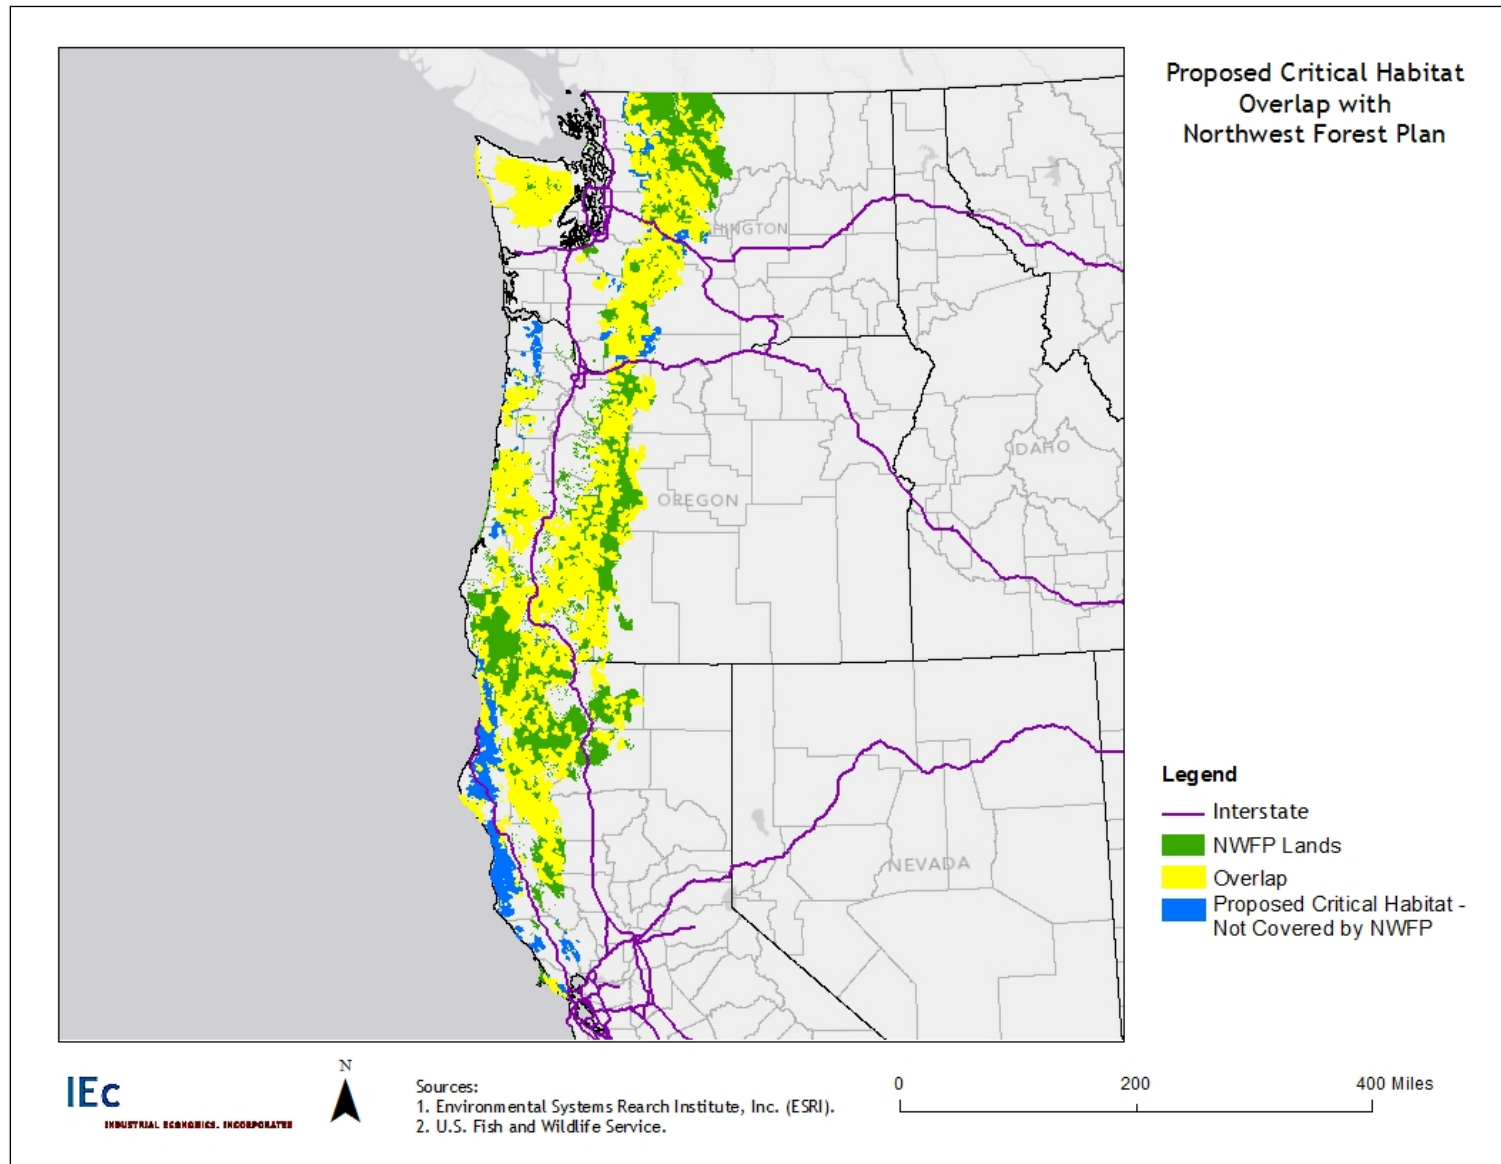 Proposed Critical Habitat
Overlap with
Northwest Forest Plan
HINGTON
IDAHO
OREGON
NEVADA
Legend
Interstate
NWFP Lands
Overlap
Proposed Critical Habitat -
Not Covered by NWFP
IEc
INDUSTRIAL ECONOMICS, INCORPORATED
N
Sources:
1. Environmental Systems Rearch Institute, Inc. (ESRI).
2. U.S. Fish and Wildlife Service.
0 200 400 Miles